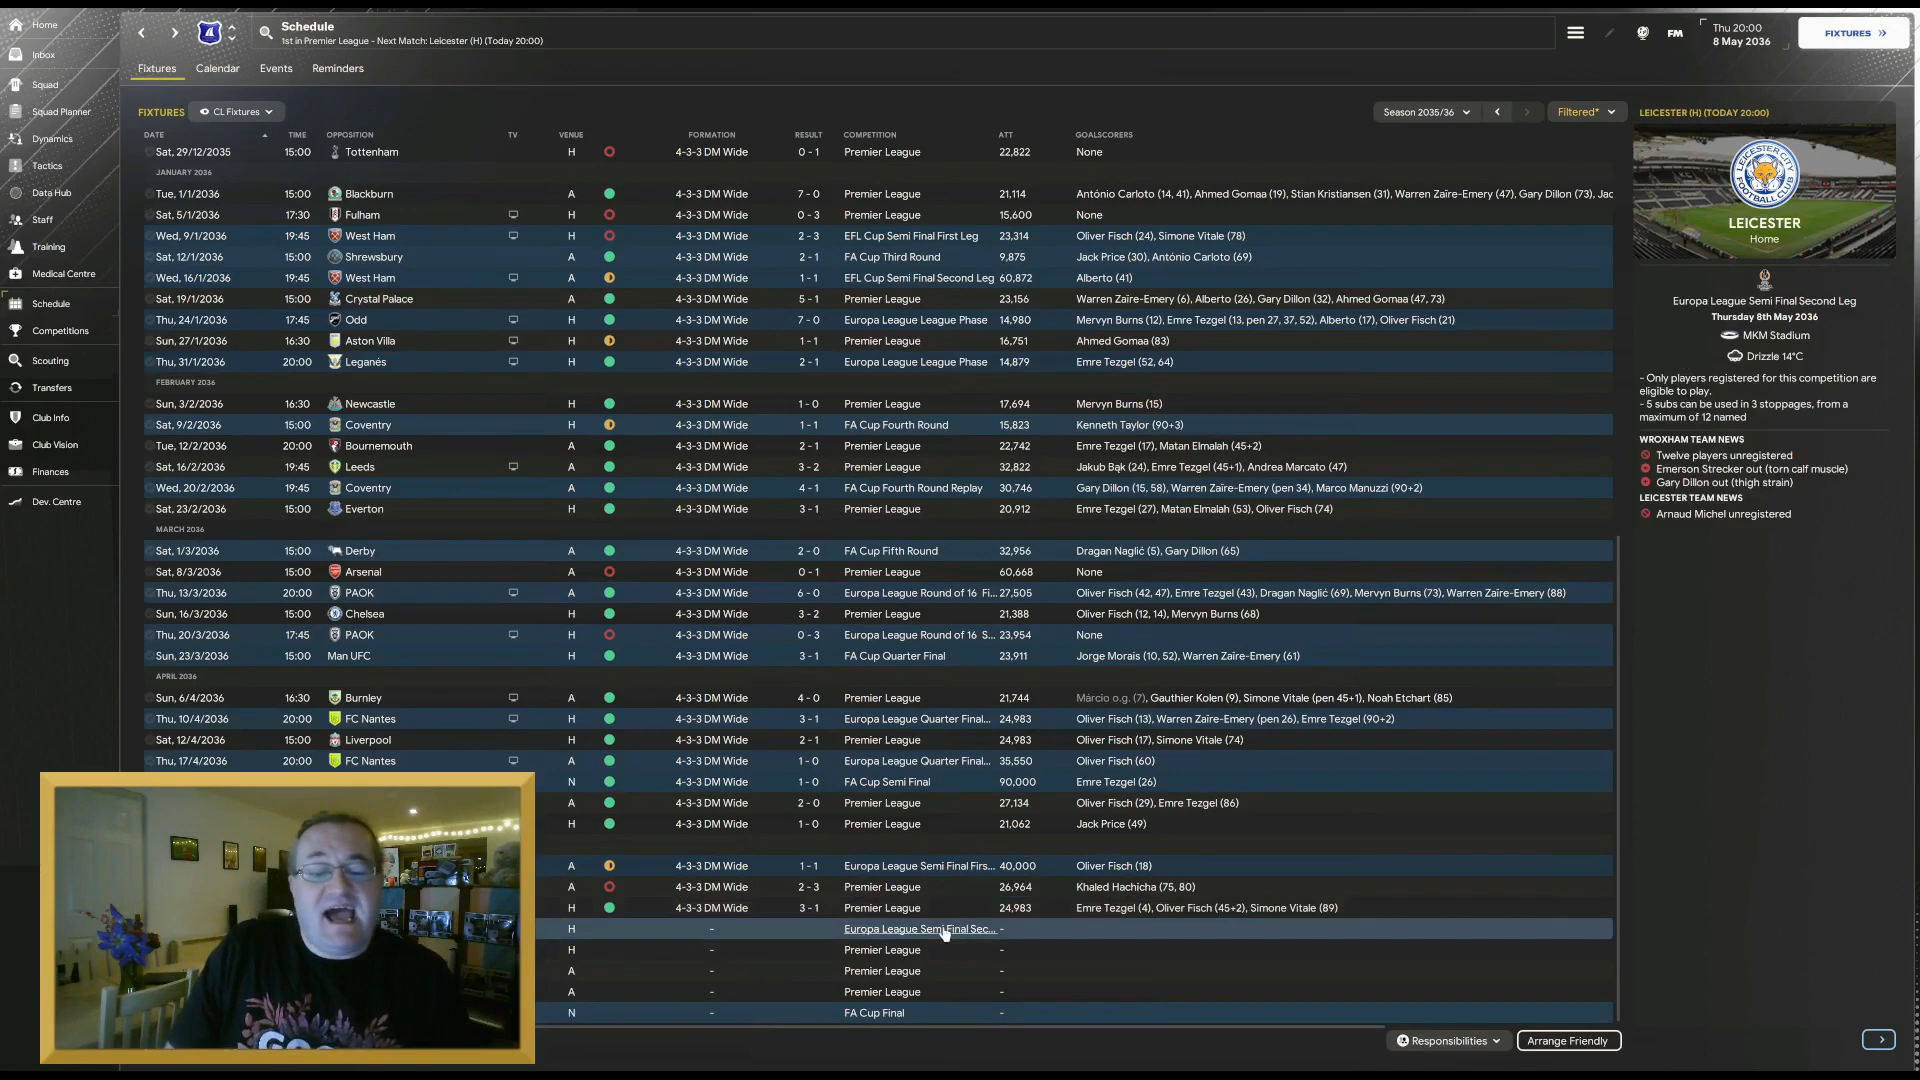 Home
Inbox
Squad
Squad Planner
Dynamics
Tactics
Data Hub
Staff
Training
Medical Centre
Schedule
Competitions
Scouting
Transfers
Club Info
Club Vision
Finances
Dev. Centre
Schedule
1st in Premier League - Next Match: Leicester (H) (Today 20:00)
FM
Thu 20:00
8 May 2036
FIXTURES
Fixtures Calendar Events Reminders
FIXTURES CL Fixtures Season 2035/36 Filtered*
DATE TIME OPPOSITION TV VENUE FORMATION RESULT COMPETITION ATT GOALSCORERS
Sat, 29/12/2035 15:00 Tottenham H 4-3-3 DM Wide 0 - 1 Premier League 22,822 None
JANUARY 2036
Tue, 1/1/2036 15:00 Blackburn A 4-3-3 DM Wide 7 - 0 Premier League 21,114 António Carloto (14, 41), Ahmed Gomaa (19), Stian Kristiansen (31), Warren Zaïre-Emery (47), Gary Dillon (73), Jac
Sat, 5/1/2036 17:30 Fulham H 4-3-3 DM Wide 0 - 3 Premier League 15,600 None
Wed, 9/1/2036 19:45 West Ham H 4-3-3 DM Wide 2 - 3 EFL Cup Semi Final First Leg 23,314 Oliver Fisch (24), Simone Vitale (78)
Sat, 12/1/2036 15:00 Shrewsbury A 4-3-3 DM Wide 2 - 1 FA Cup Third Round 9,875 Jack Price (30), António Carloto (69)
Wed, 16/1/2036 19:45 West Ham A 4-3-3 DM Wide 1 - 1 EFL Cup Semi Final Second Leg 60,872 Alberto (41)
Sat, 19/1/2036 15:00 Crystal Palace A 4-3-3 DM Wide 5 - 1 Premier League 23,156 Warren Zaïre-Emery (6), Alberto (26), Gary Dillon (32), Ahmed Gomaa (47, 73)
Thu, 24/1/2036 17:45 Odd H 4-3-3 DM Wide 7 - 0 Europa League League Phase 14,980 Mervyn Burns (12), Emre Tezgel (13, pen 27, 37, 52), Alberto (17), Oliver Fisch (21)
Sun, 27/1/2036 16:30 Aston Villa H 4-3-3 DM Wide 1 - 1 Premier League 16,751 Ahmed Gomaa (83)
Thu, 31/1/2036 20:00 Leganés H 4-3-3 DM Wide 2 - 1 Europa League League Phase 14,879 Emre Tezgel (52, 64)
FEBRUARY 2036
Sun, 3/2/2036 16:30 Newcastle H 4-3-3 DM Wide 1 - 0 Premier League 17,694 Mervyn Burns (15)
Sat, 9/2/2036 15:00 Coventry H 4-3-3 DM Wide 1 - 1 FA Cup Fourth Round 15,823 Kenneth Taylor (90+3)
Tue, 12/2/2036 20:00 Bournemouth A 4-3-3 DM Wide 2 - 1 Premier League 22,742 Emre Tezgel (17), Matan Elmalah (45+2)
Sat, 16/2/2036 19:45 Leeds A 4-3-3 DM Wide 3 - 2 Premier League 32,822 Jakub Bąk (24), Emre Tezgel (45+1), Andrea Marcato (47)
Wed, 20/2/2036 19:45 Coventry A 4-3-3 DM Wide 4 - 1 FA Cup Fourth Round Replay 30,746 Gary Dillon (15, 58), Warren Zaïre-Emery (pen 34), Marco Manuzzi (90+2)
Sat, 23/2/2036 15:00 Everton H 4-3-3 DM Wide 3 - 1 Premier League 20,912 Emre Tezgel (27), Matan Elmalah (53), Oliver Fisch (74)
MARCH 2036
Sat, 1/3/2036 15:00 Derby A 4-3-3 DM Wide 2 - 0 FA Cup Fifth Round 32,956 Dragan Naglić (5), Gary Dillon (65)
Sat, 8/3/2036 15:00 Arsenal A 4-3-3 DM Wide 0 - 1 Premier League 60,668 None
Thu, 13/3/2036 20:00 PAOK A 4-3-3 DM Wide 6 - 0 Europa League Round of 16 Fi... 27,505 Oliver Fisch (42, 47), Emre Tezgel (43), Dragan Naglić (69), Mervyn Burns (73), Warren Zaïre-Emery (88)
Sun, 16/3/2036 15:00 Chelsea H 4-3-3 DM Wide 3 - 2 Premier League 21,388 Oliver Fisch (12, 14), Mervyn Burns (68)
Thu, 20/3/2036 17:45 PAOK H 4-3-3 DM Wide 0 - 3 Europa League Round of 16 S... 23,954 None
Sun, 23/3/2036 15:00 Man UFC H 4-3-3 DM Wide 3 - 1 FA Cup Quarter Final 23,911 Jorge Morais (10, 52), Warren Zaïre-Emery (61)
APRIL 2036
Sun, 6/4/2036 16:30 Burnley A 4-3-3 DM Wide 4 - 0 Premier League 21,744 Márcio o.g. (7), Gauthier Kolen (9), Simone Vitale (pen 45+1), Noah Etchart (85)
Thu, 10/4/2036 20:00 FC Nantes H 4-3-3 DM Wide 3 - 1 Europa League Quarter Final... 24,983 Oliver Fisch (13), Warren Zaïre-Emery (pen 26), Emre Tezgel (90+2)
Sat, 12/4/2036 15:00 Liverpool H 4-3-3 DM Wide 2 - 1 Premier League 24,983 Oliver Fisch (17), Simone Vitale (74)
Thu, 17/4/2036 20:00 FC Nantes A 4-3-3 DM Wide 1 - 0 Europa League Quarter Final... 35,550 Oliver Fisch (60)
N 4-3-3 DM Wide 1 - 0 FA Cup Semi Final 90,000 Emre Tezgel (26)
A 4-3-3 DM Wide 2 - 0 Premier League 27,134 Oliver Fisch (29), Emre Tezgel (86)
H 4-3-3 DM Wide 1 - 0 Premier League 21,062 Jack Price (49)
A 4-3-3 DM Wide 1 - 1 Europa League Semi Final Firs... 40,000 Oliver Fisch (18)
A 4-3-3 DM Wide 2 - 3 Premier League 26,964 Khaled Hachicha (75, 80)
H 4-3-3 DM Wide 3 - 1 Premier League 24,983 Emre Tezgel (4), Oliver Fisch (45+2), Simone Vitale (89)
H - Europa League Semi Final Sec... -
H - Premier League -
A - Premier League -
A - Premier League -
N - FA Cup Final -
Responsibilities Arrange Friendly
LEICESTER (H) (TODAY 20:00)
LEICESTER CITY
FOOTBALL CLUB
LEICESTER
Home
Europa League Semi Final Second Leg
Thursday 8th May 2036
MKM Stadium
Drizzle 14°C
- Only players registered for this competition are
eligible to play.
- 5 subs can be used in 3 stoppages, from a
maximum of 12 named
WROXHAM TEAM NEWS
Twelve players unregistered
Emerson Strecker out (torn calf muscle)
Gary Dillon out (thigh strain)
LEICESTER TEAM NEWS
Arnaud Michel unregistered